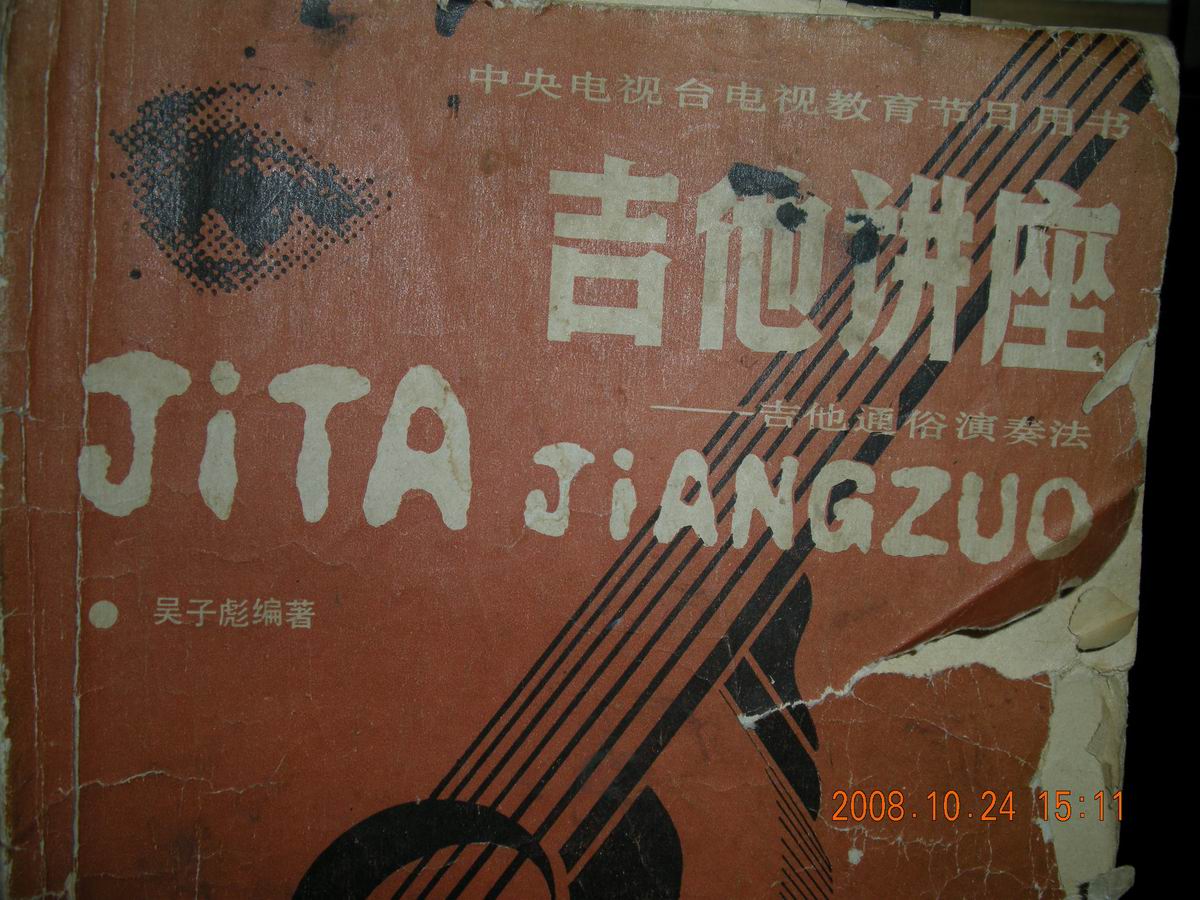 中央电视台电视教育节目用书
吉他讲座
——吉他通俗演奏法
JiTA JiANGZUO
吴子彪编著
2008.10.24 15:11